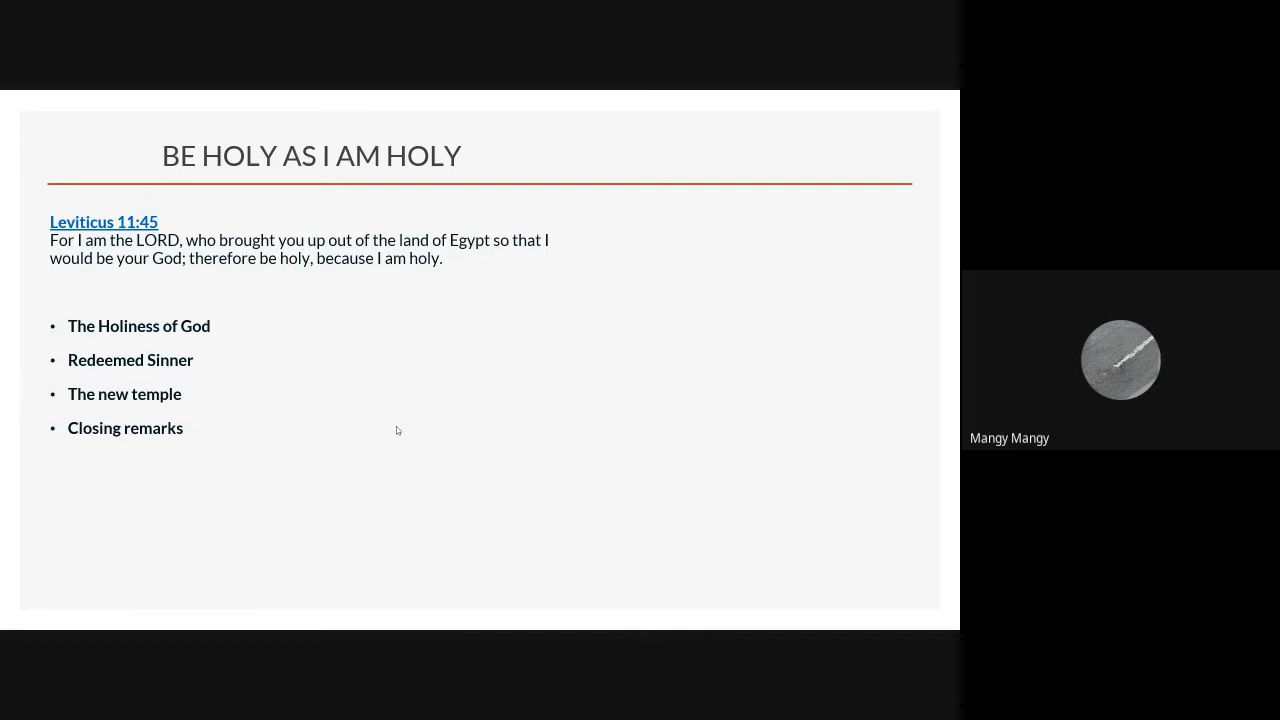 BE HOLY AS I AM HOLY
Leviticus 11:45
For I am the LORD, who brought you up out of the land of Egypt so that I
would be your God; therefore be holy, because I am holy.
• The Holiness of God
• Redeemed Sinner
• The new temple
• Closing remarks
Mangy Mangy